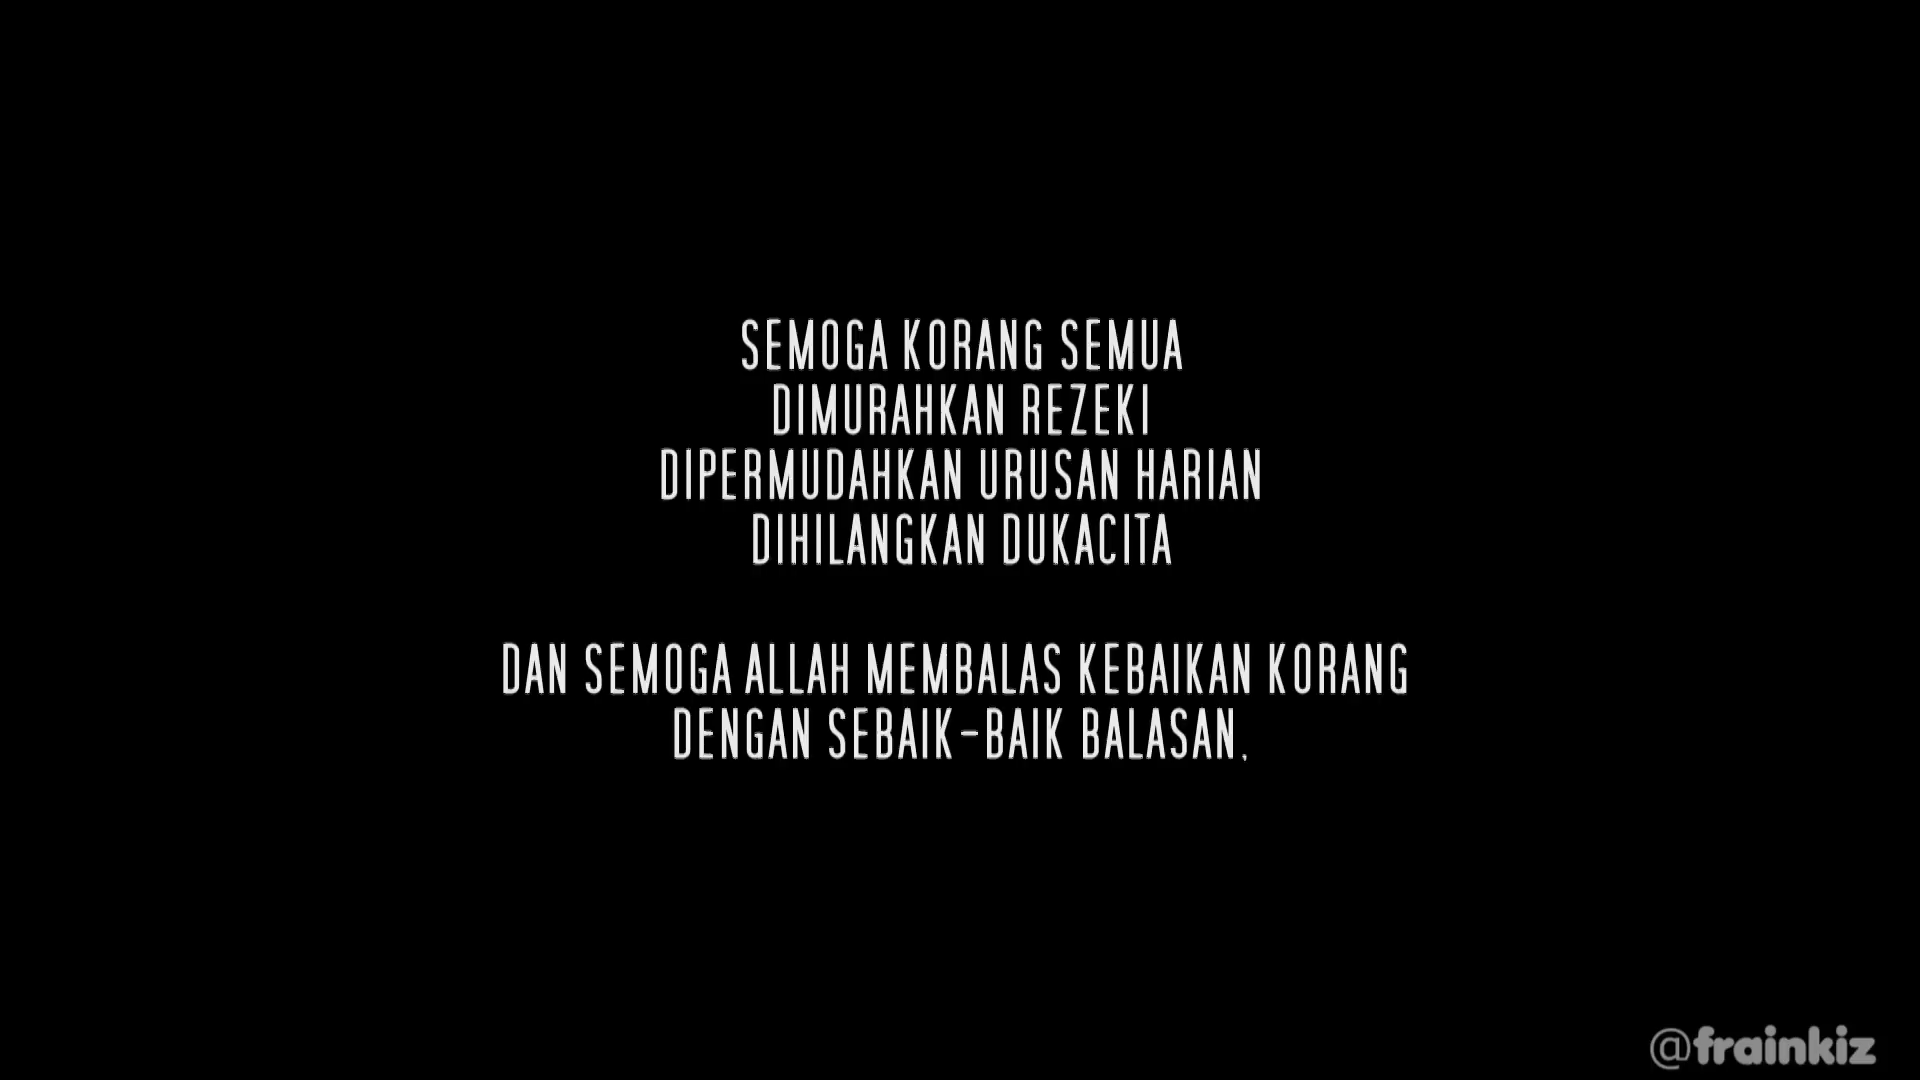 SEMOGA KORANG SEMUA
DIMURAHKAN REZEKI
DIPERMUDAHKAN URUSAN HARIAN
DIHILANGKAN DUKACITA
DAN SEMOGA ALLAH MEMBALAS KEBAIKAN KORANG
DENGAN SEBAIK-BAIK BALASAN.
@frainkiz